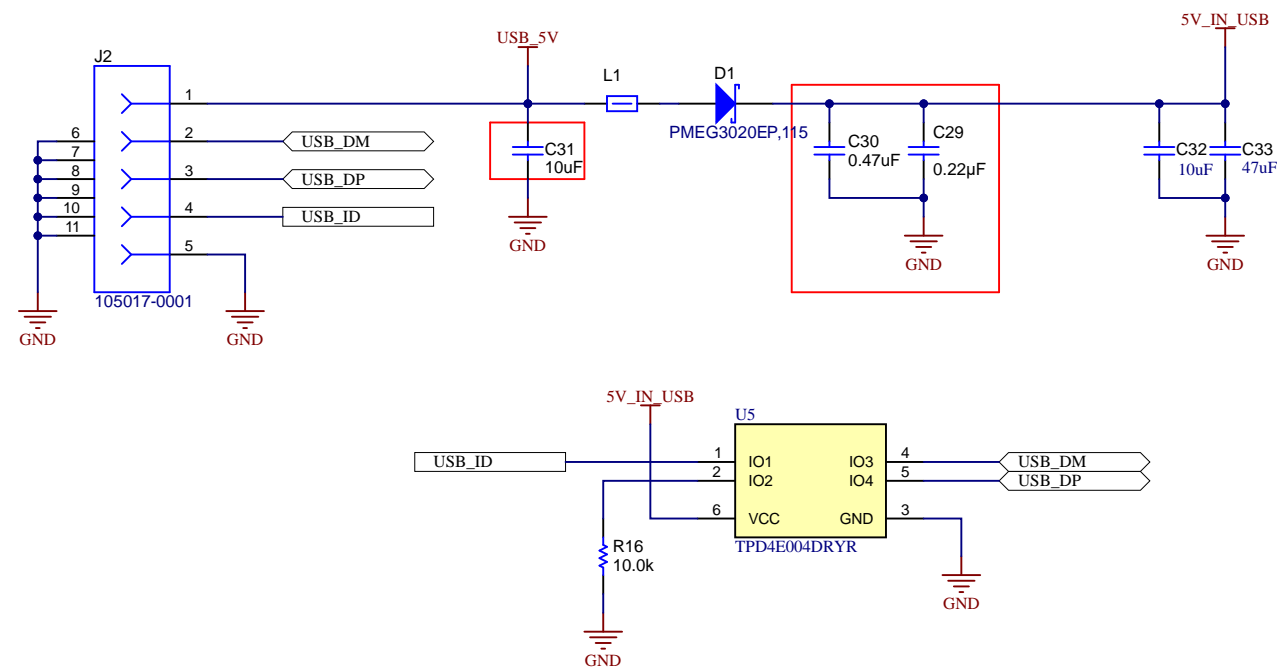 5V_IN_USB
USB_5V
J2
L1
D1
1
PMEG3020EP,115
6
2
USB_DM
C31
10uF
C30
0.47uF
C29
0.22µF
C32
10uF
C33
47uF
7
8
3
USB_DP
9
10
4
USB_ID
11
5
GND
GND
GND
105017-0001
GND
GND
5V_IN_USB
U5
USB_ID
1
IO1
IO3
4
USB_DM
2
IO2
IO4
5
USB_DP
6
VCC
GND
3
TPD4E004DRYR
R16
10.0k
GND
GND